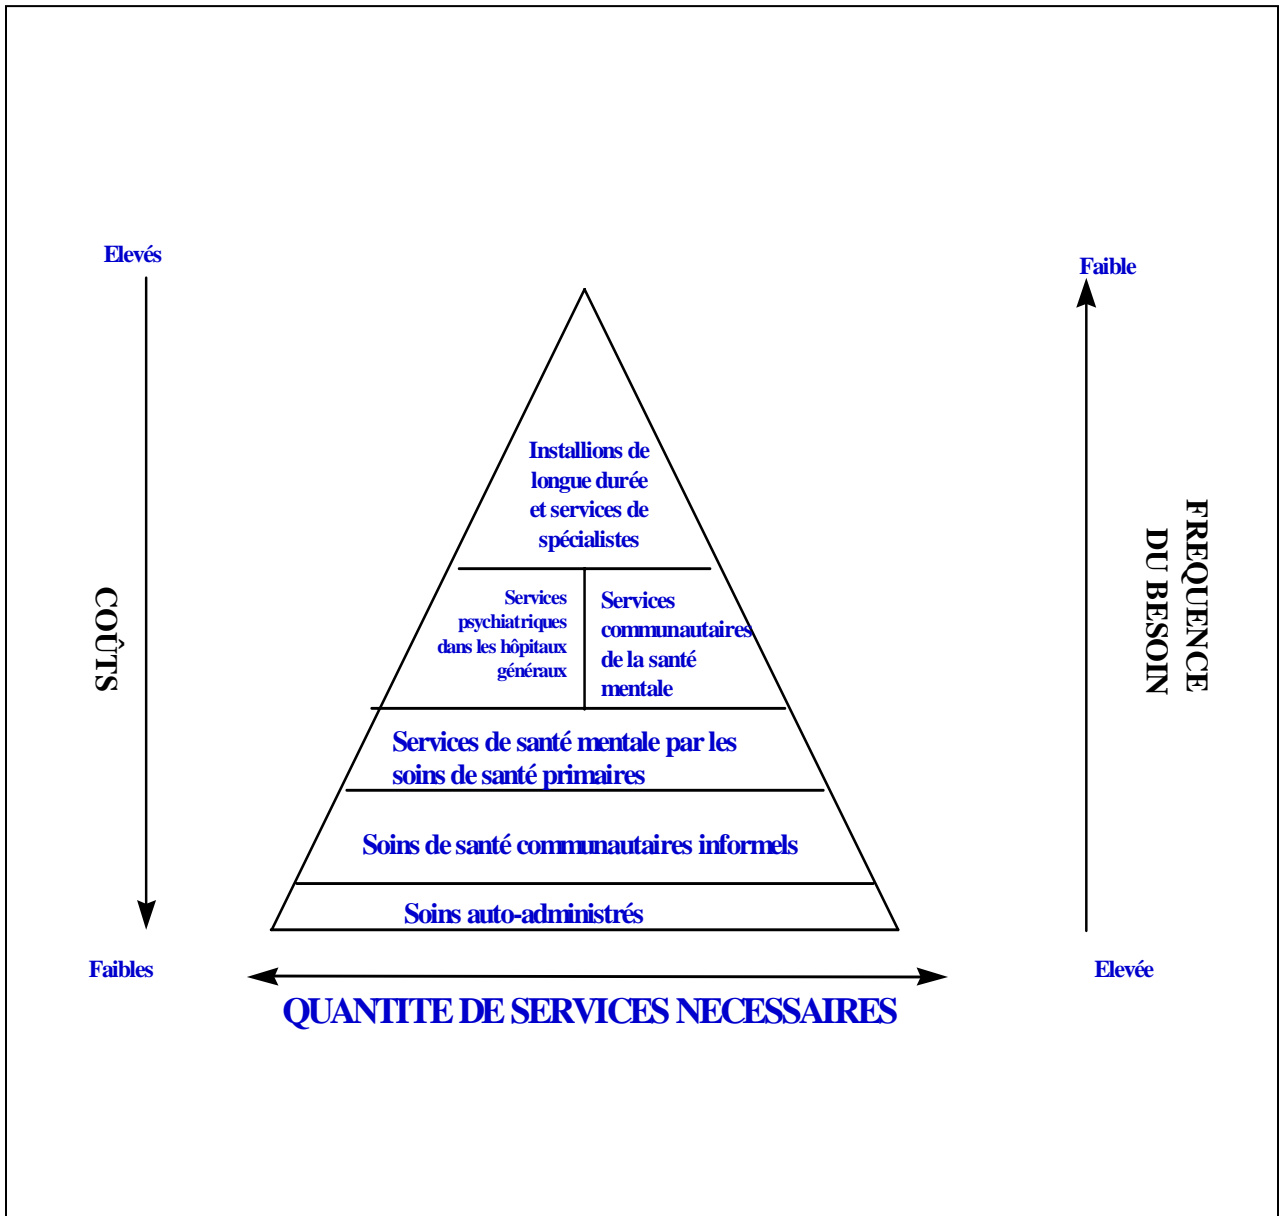 Elevés
Faible
Installions de
longue durée
et services de
spécialistes
Services
psychiatriques
dans les hôpitaux
généraux
Services
communautaires
de la santé
mentale
COÛTS
FREQUENCE
DU BESOIN
Services de santé mentale par les
soins de santé primaires
Soins de santé communautaires informels
Soins auto-administrés
Faibles
Elevée
QUANTITE DE SERVICES NECESSAIRES